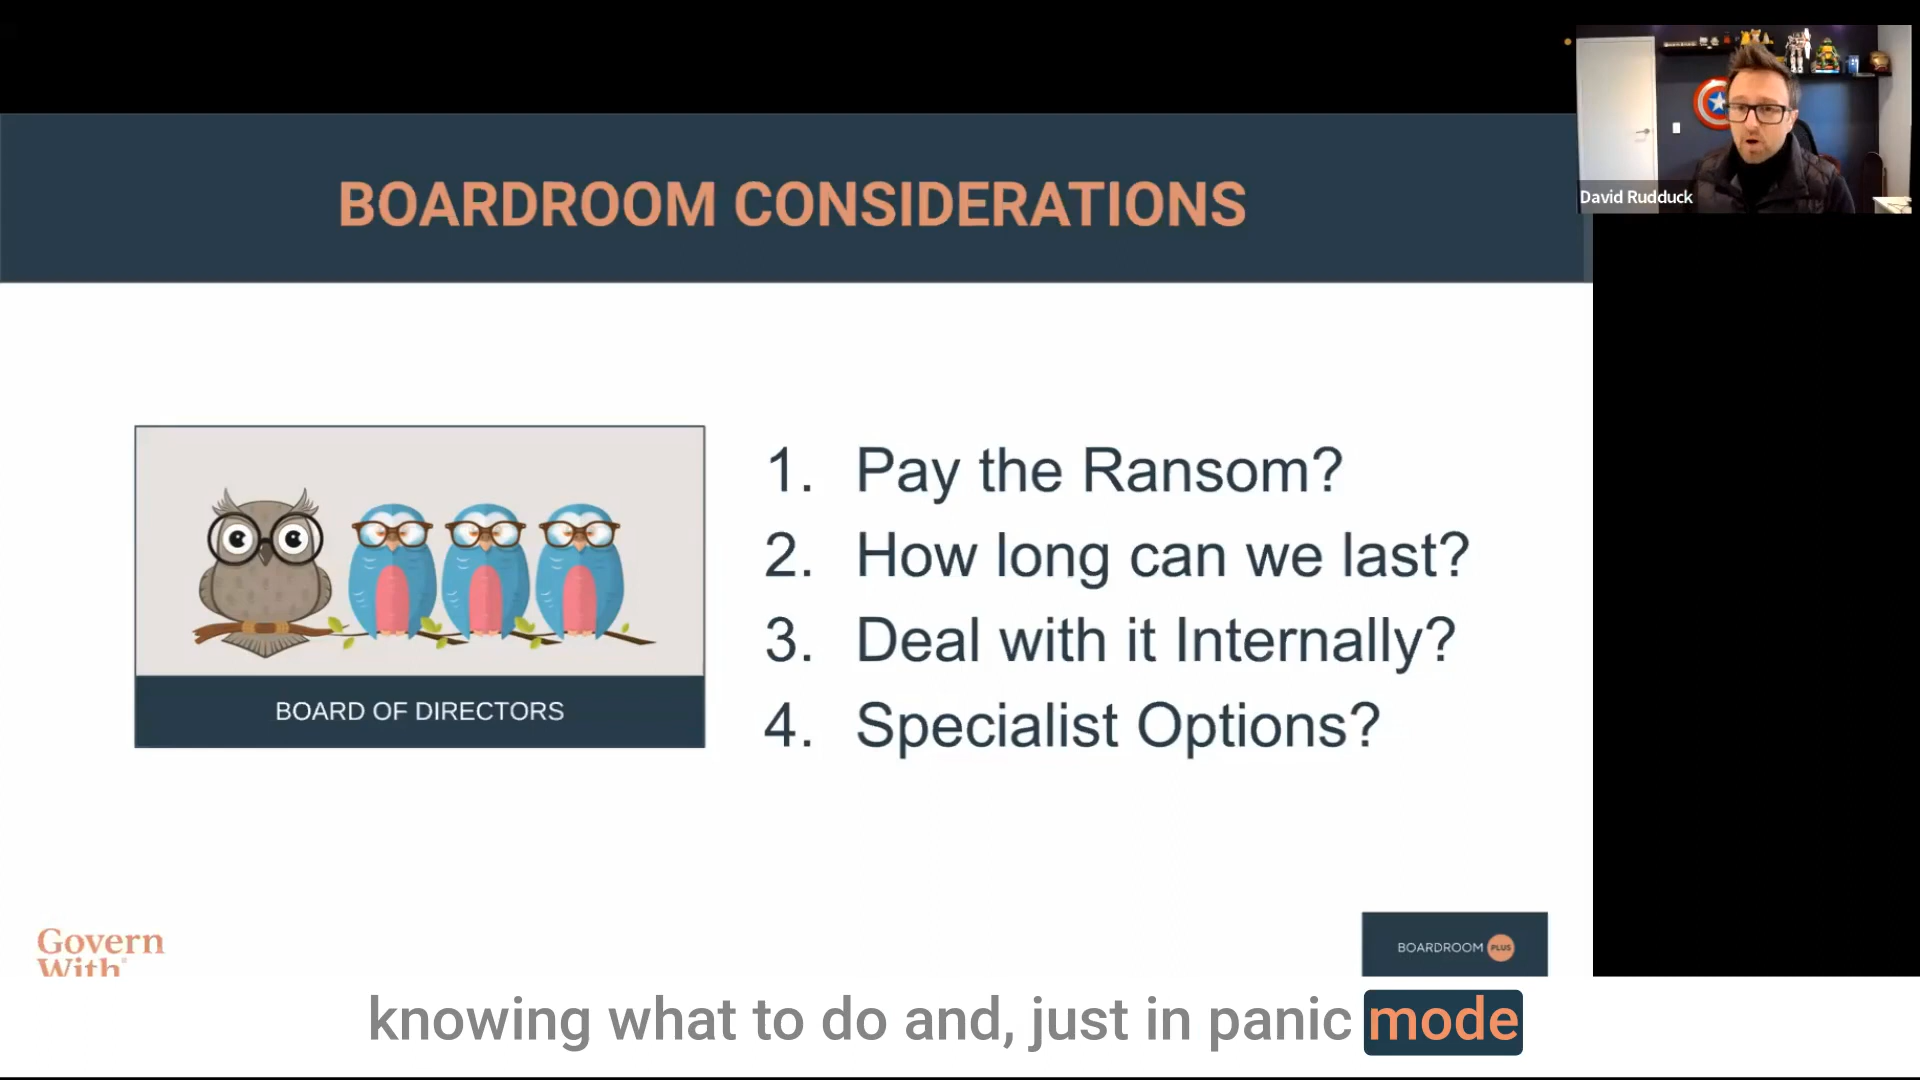 BOARDROOM CONSIDERATIONS
David Rudduck
1. Pay the Ransom?
2. How long can we last?
3. Deal with it Internally?
4. Specialist Options?
BOARD OF DIRECTORS
Govern
With
BOARDROOM PLUS
knowing what to do and, just in panic mode